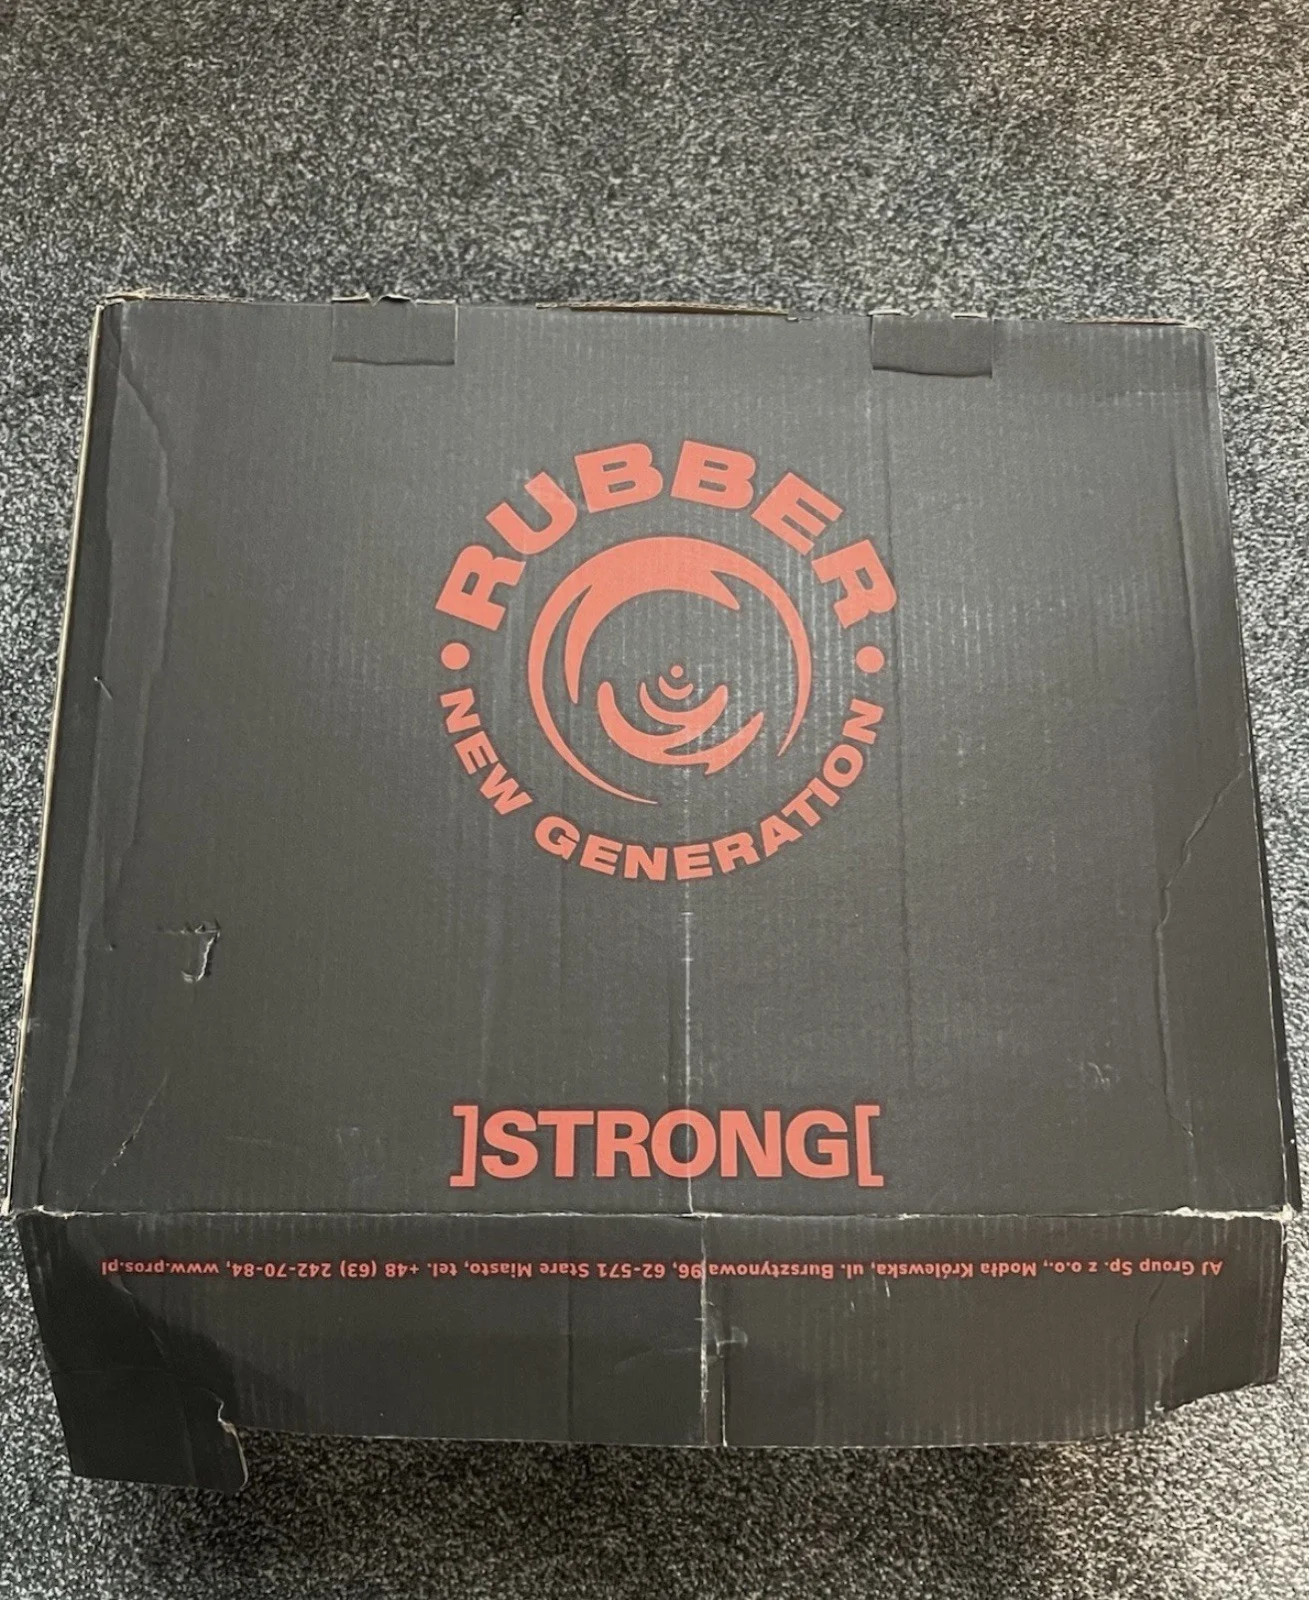 RUBBER
• NEW GENERATION •
]STRONG[
AJ Group Sp. z o.o., Modła Królewska, ul. Bursztynowa 96, 62-571 Stare Miasto, tel. +48 (63) 242-70-84, www.pros.pl